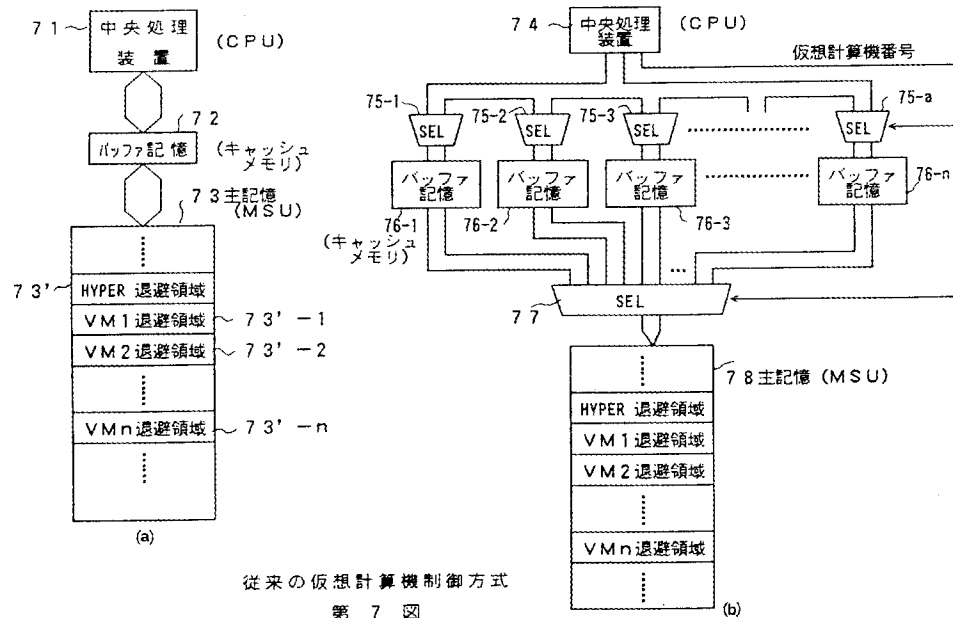 71
中央処理
装置
(CPU)
72
バッファ記憶
(キャッシュ
メモリ)
73主記憶
(MSU)
73'
HYPER 退避領域
VM1退避領域
73'-1
VM2退避領域
73'-2
VMn退避領域
73'-n
(a)
74
中央処理
装置
(CPU)
仮想計算機番号
75-1
SEL
75-2
SEL
75-3
SEL
75-a
SEL
バッファ
記憶
76-1
(キャッシュ
メモリ)
バッファ
記憶
76-2
バッファ
記憶
76-3
バッファ
記憶
76-n
…
SEL
77
78主記憶(MSU)
HYPER 退避領域
VM1退避領域
VM2退避領域
VMn退避領域
(b)
従来の仮想計算機制御方式
第 7 図